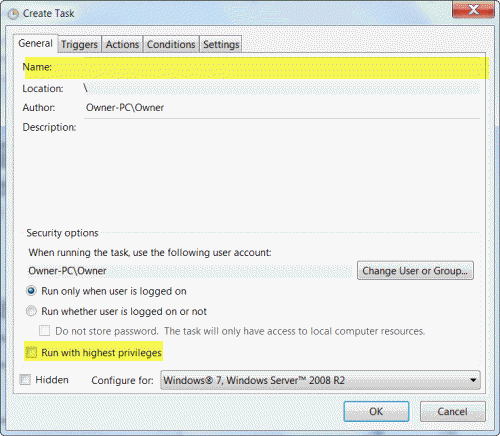 Create Task
General Triggers Actions Conditions Settings
Name:
Location: \
Author: Owner-PC\Owner
Description:
Security options
When running the task, use the following user account:
Owner-PC\Owner Change User or Group...
Run only when user is logged on
Run whether user is logged on or not
Do not store password. The task will only have access to local computer resources.
Run with highest privileges
Hidden Configure for: Windows® 7, Windows Server™ 2008 R2
OK Cancel